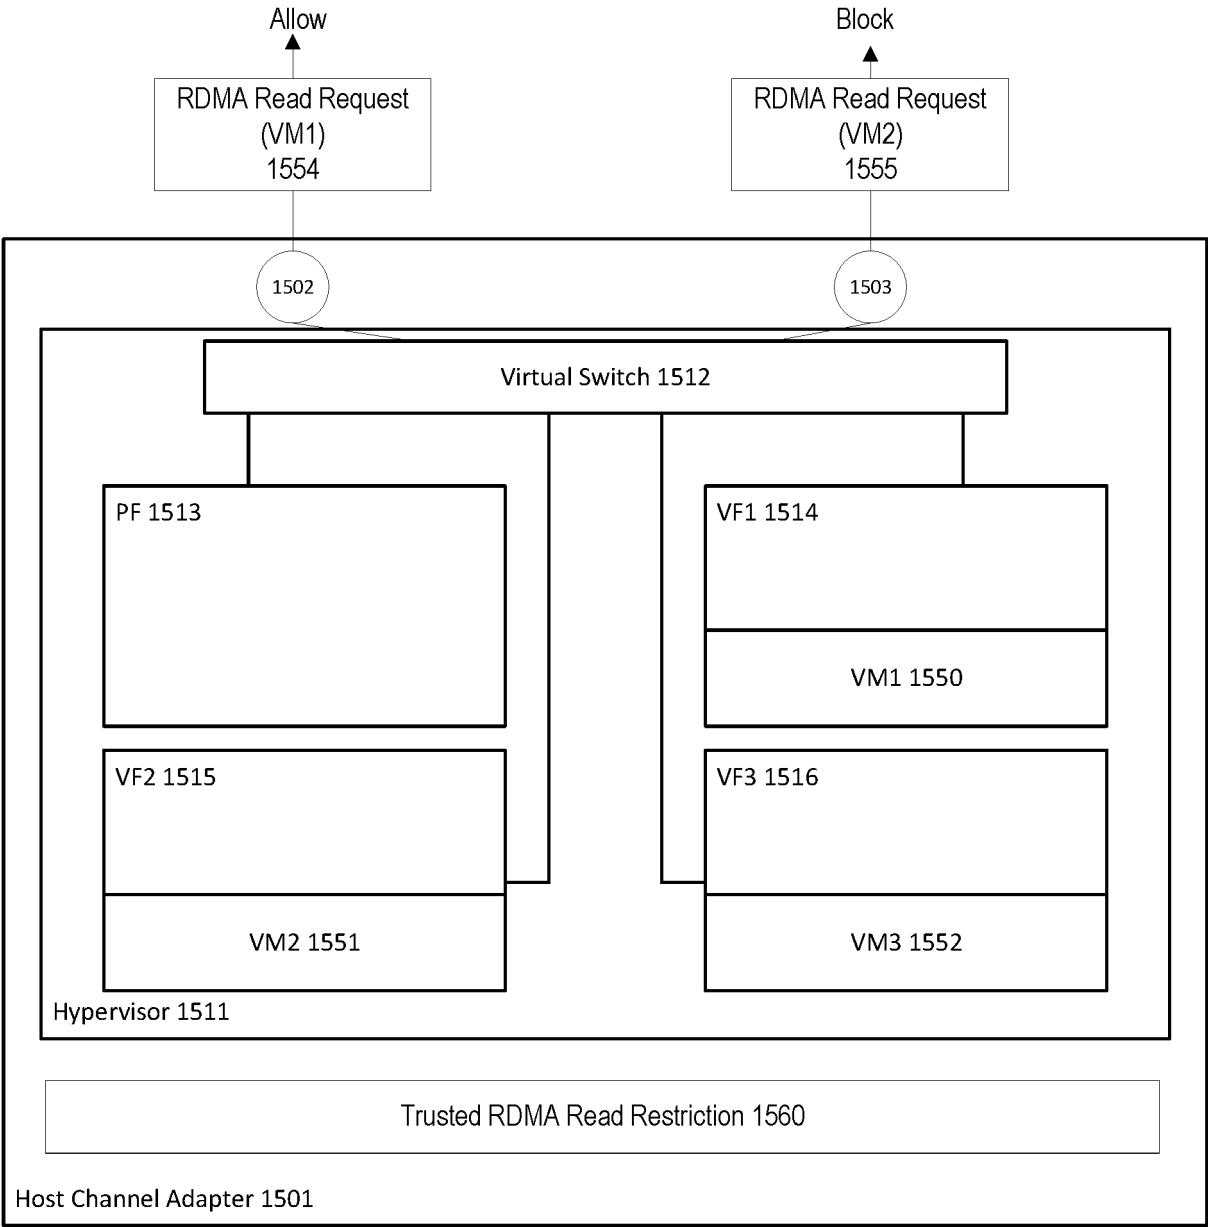 Allow
Block
RDMA Read Request
(VM1)
1554
RDMA Read Request
(VM2)
1555
1502
1503
Virtual Switch 1512
PF 1513
VF1 1514
VM1 1550
VF2 1515
VF3 1516
VM2 1551
VM3 1552
Hypervisor 1511
Trusted RDMA Read Restriction 1560
Host Channel Adapter 1501